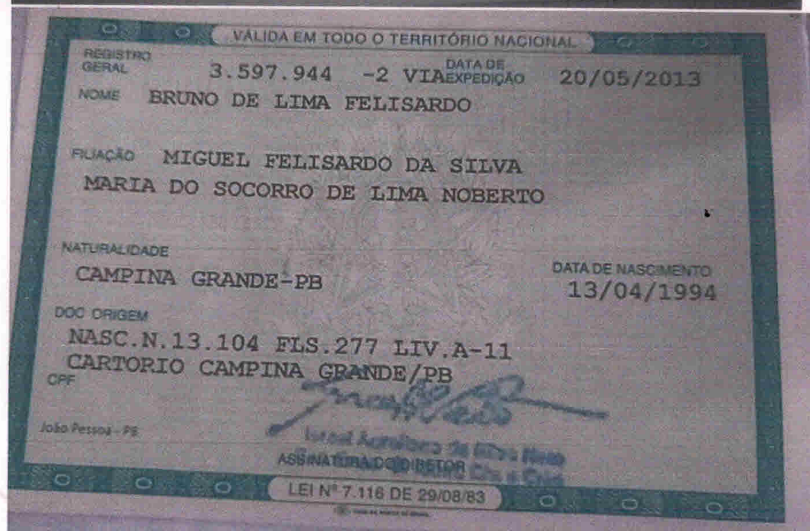 VÁLIDA EM TODO O TERRITÓRIO NACIONAL
REGISTRO GERAL 3.597.944 -2 VIA DATA DE EXPEDIÇÃO 20/05/2013
NOME BRUNO DE LIMA FELISARDO
FILIAÇÃO MIGUEL FELISARDO DA SILVA
MARIA DO SOCORRO DE LIMA NOBERTO
NATURALIDADE
CAMPINA GRANDE-PB
DATA DE NASCIMENTO
13/04/1994
DOC ORIGEM
NASC.N.13.104 FLS.277 LIV.A-11
CARTORIO CAMPINA GRANDE/PB
CPF
João Pessoa - PB
ASSINATURA DO DIRETOR
LEI Nº 7.116 DE 29/08/83